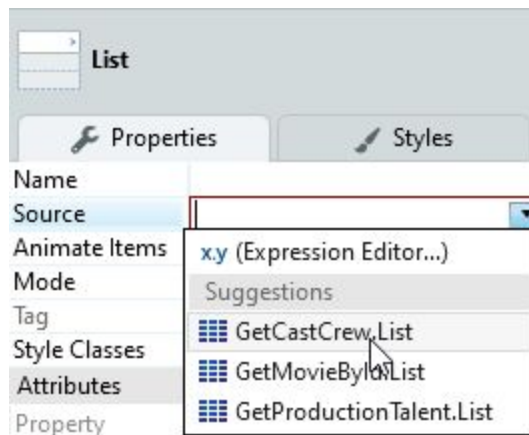 List
Properties
Styles
Name
Source
Animate Items
x.y (Expression Editor...)
Mode
Suggestions
Tag
GetCastCrew.List
Style Classes
GetMovieById.List
Attributes
GetProductionTalent.List
Property